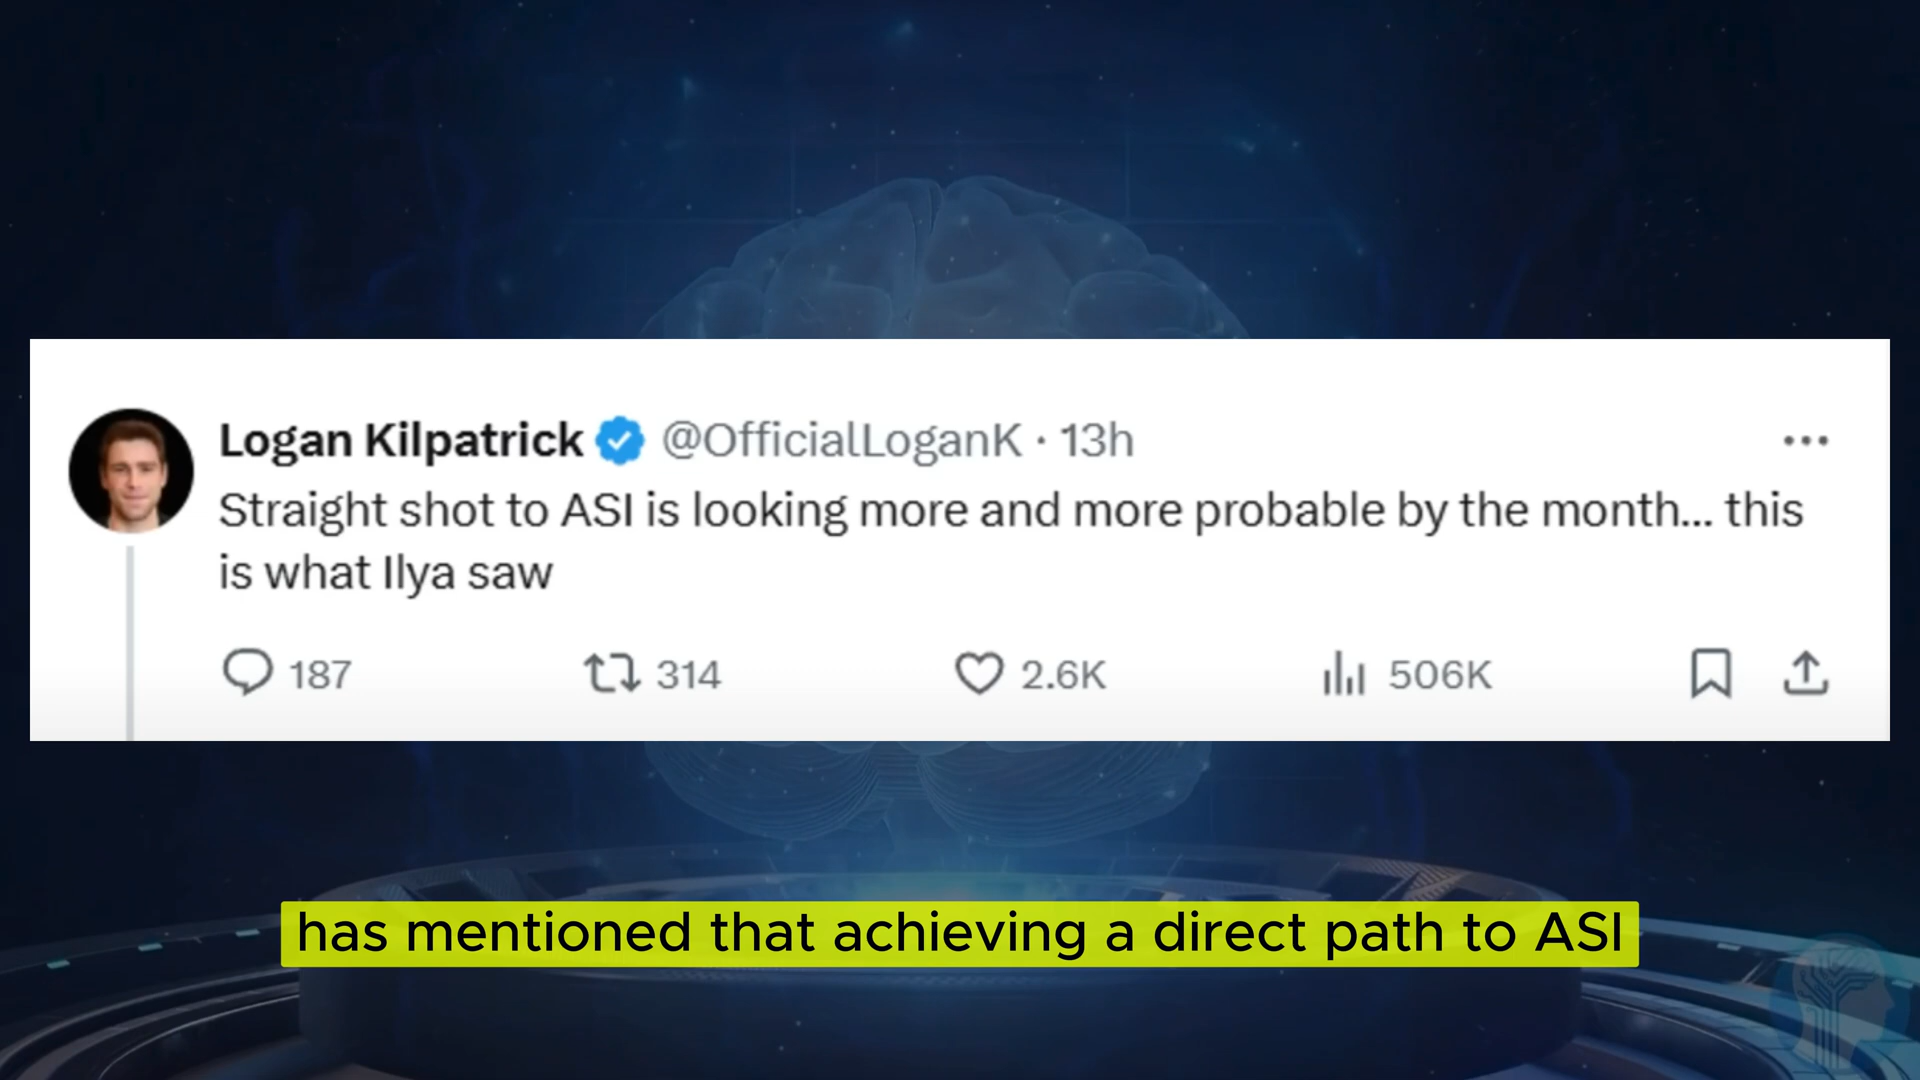 Logan Kilpatrick @OfficialLoganK · 13h
Straight shot to ASI is looking more and more probable by the month... this
is what Ilya saw
187 314 2.6K 506K
has mentioned that achieving a direct path to ASI